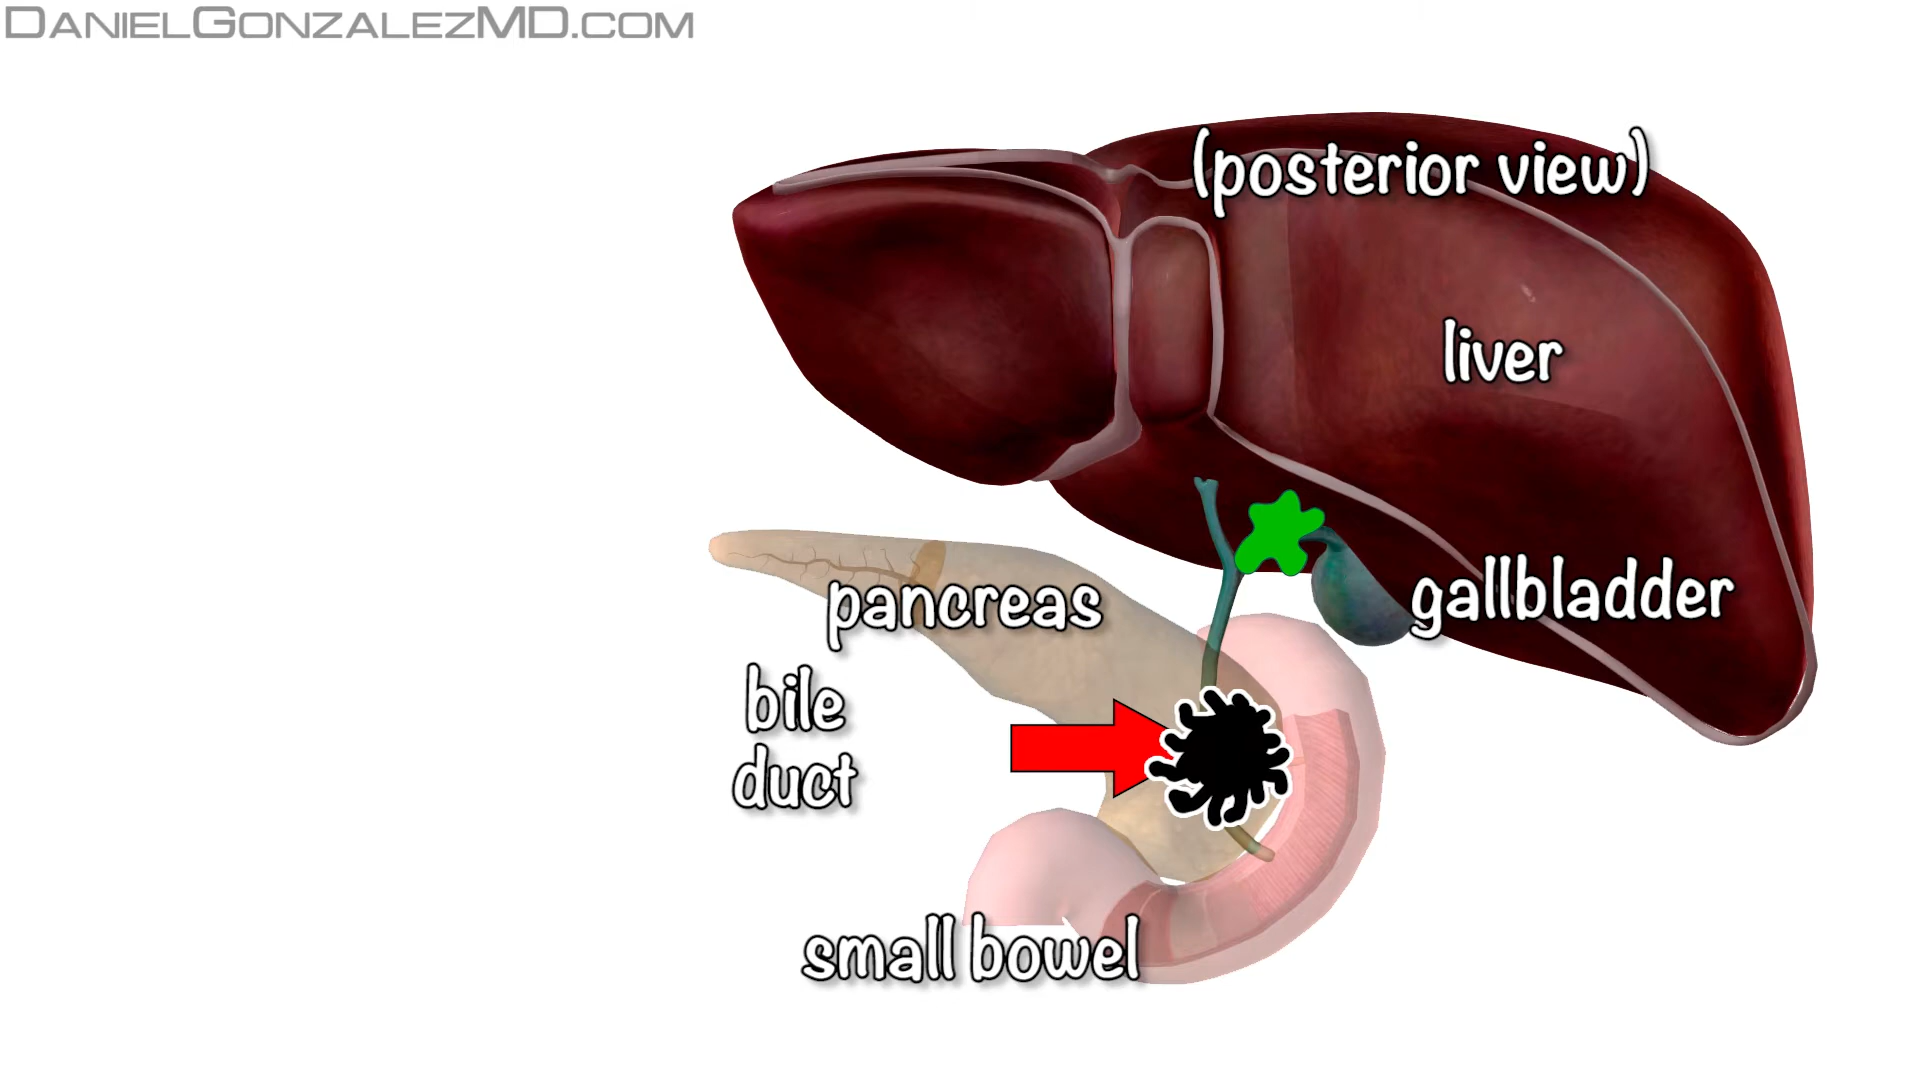 DANIELGONZALEZMD.COM
(posterior view)
liver
gallbladder
pancreas
bile
duct
small bowel